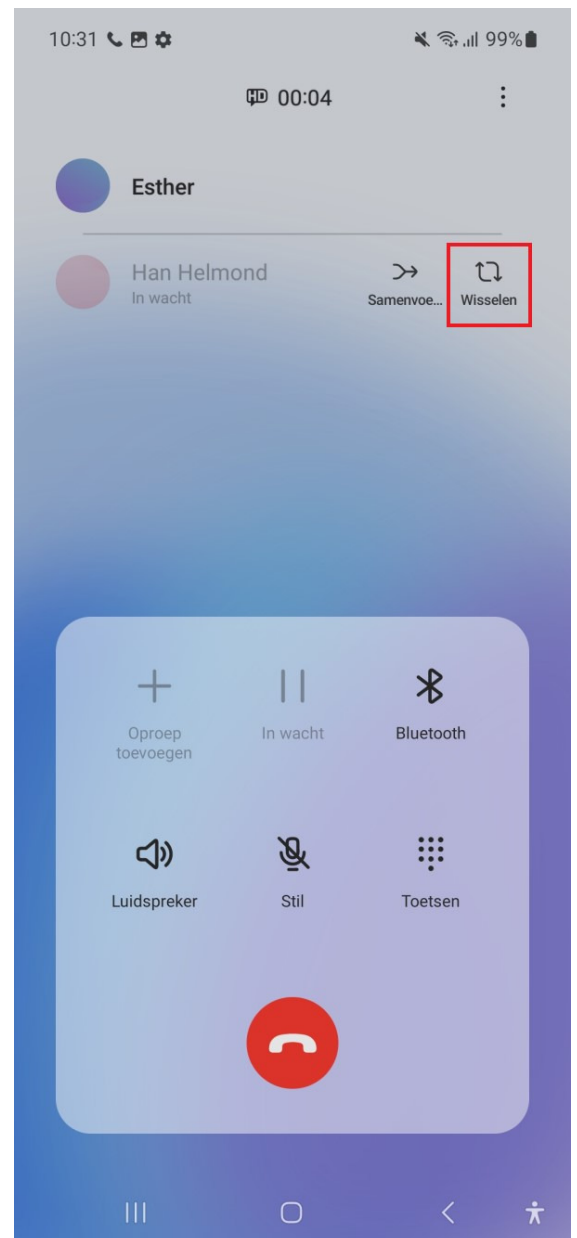 10:31 99%
HD 00:04
Esther
Han Helmond
In wacht
Samenvoe... Wisselen
Oproep toevoegen
In wacht
Bluetooth
Luidspreker
Stil
Toetsen